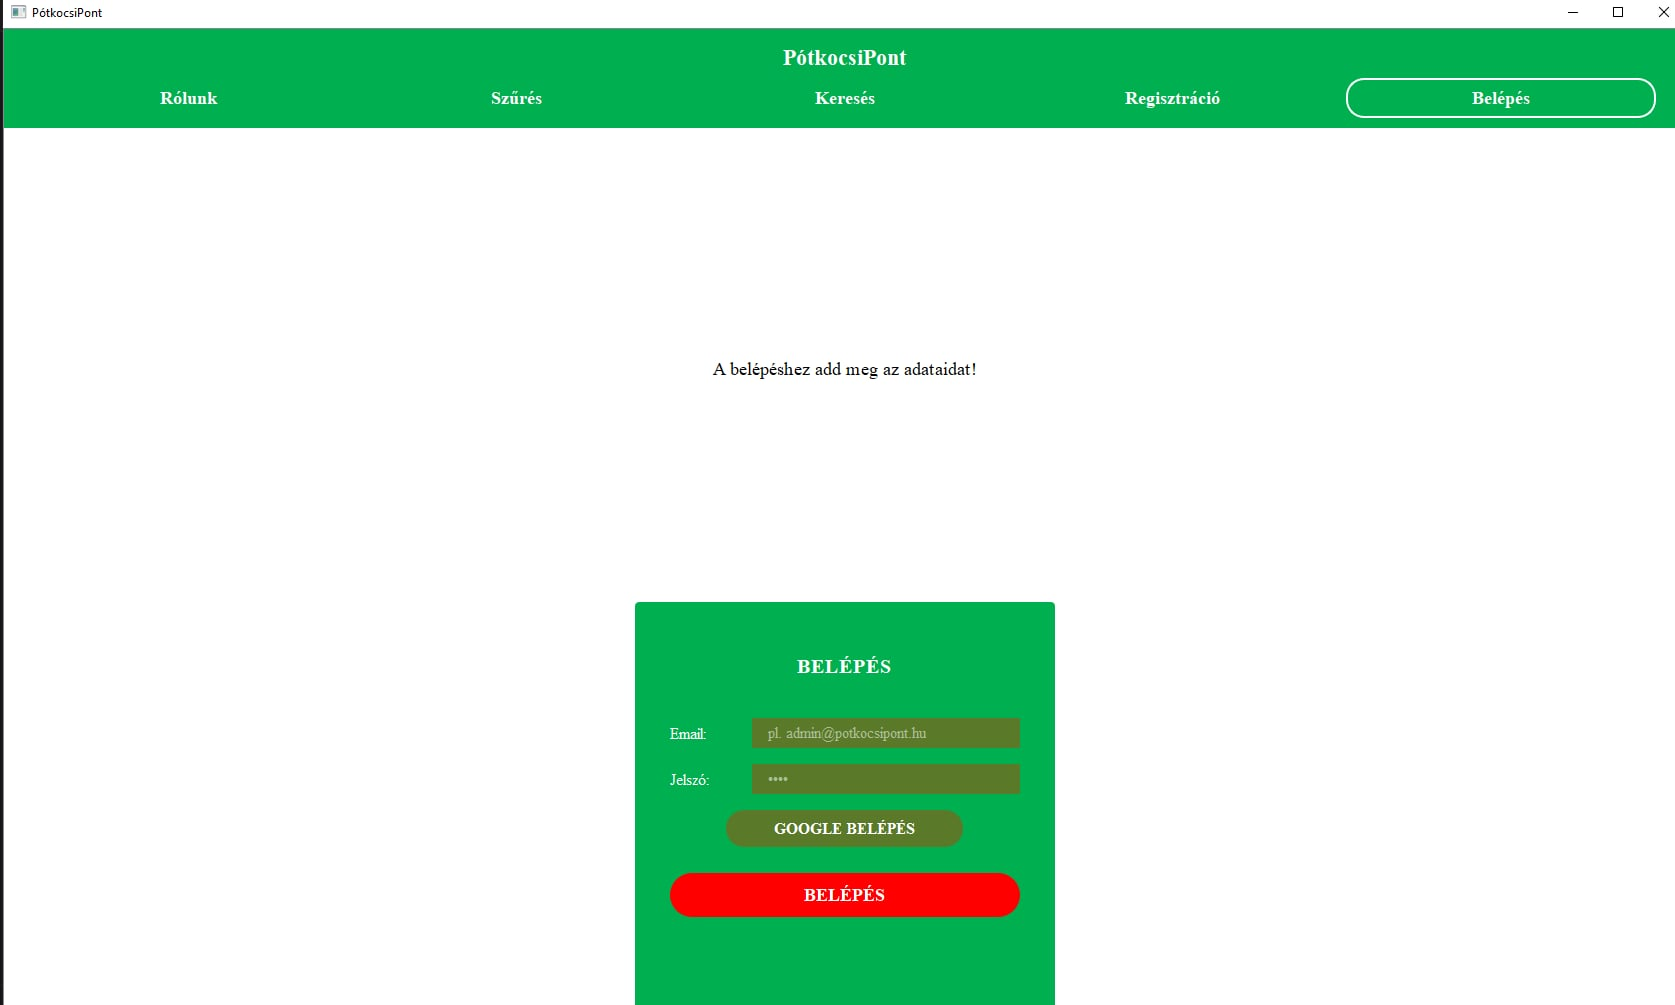 PótkocsiPont
PótkocsiPont
Rólunk Szűrés Keresés Regisztráció Belépés
A belépéshez add meg az adataidat!
BELÉPÉS
Email: pl. admin@potkocsipont.hu
Jelszó: ••••
GOOGLE BELÉPÉS
BELÉPÉS